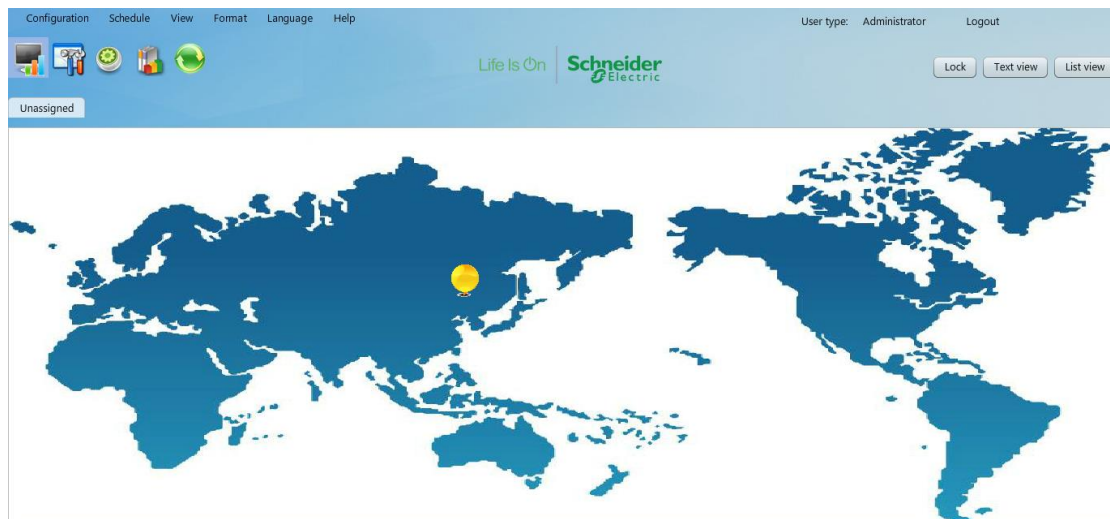 Configuration Schedule View Format Language Help
User type: Administrator Logout
Life Is On Schneider Electric
Lock Text view List view
Unassigned